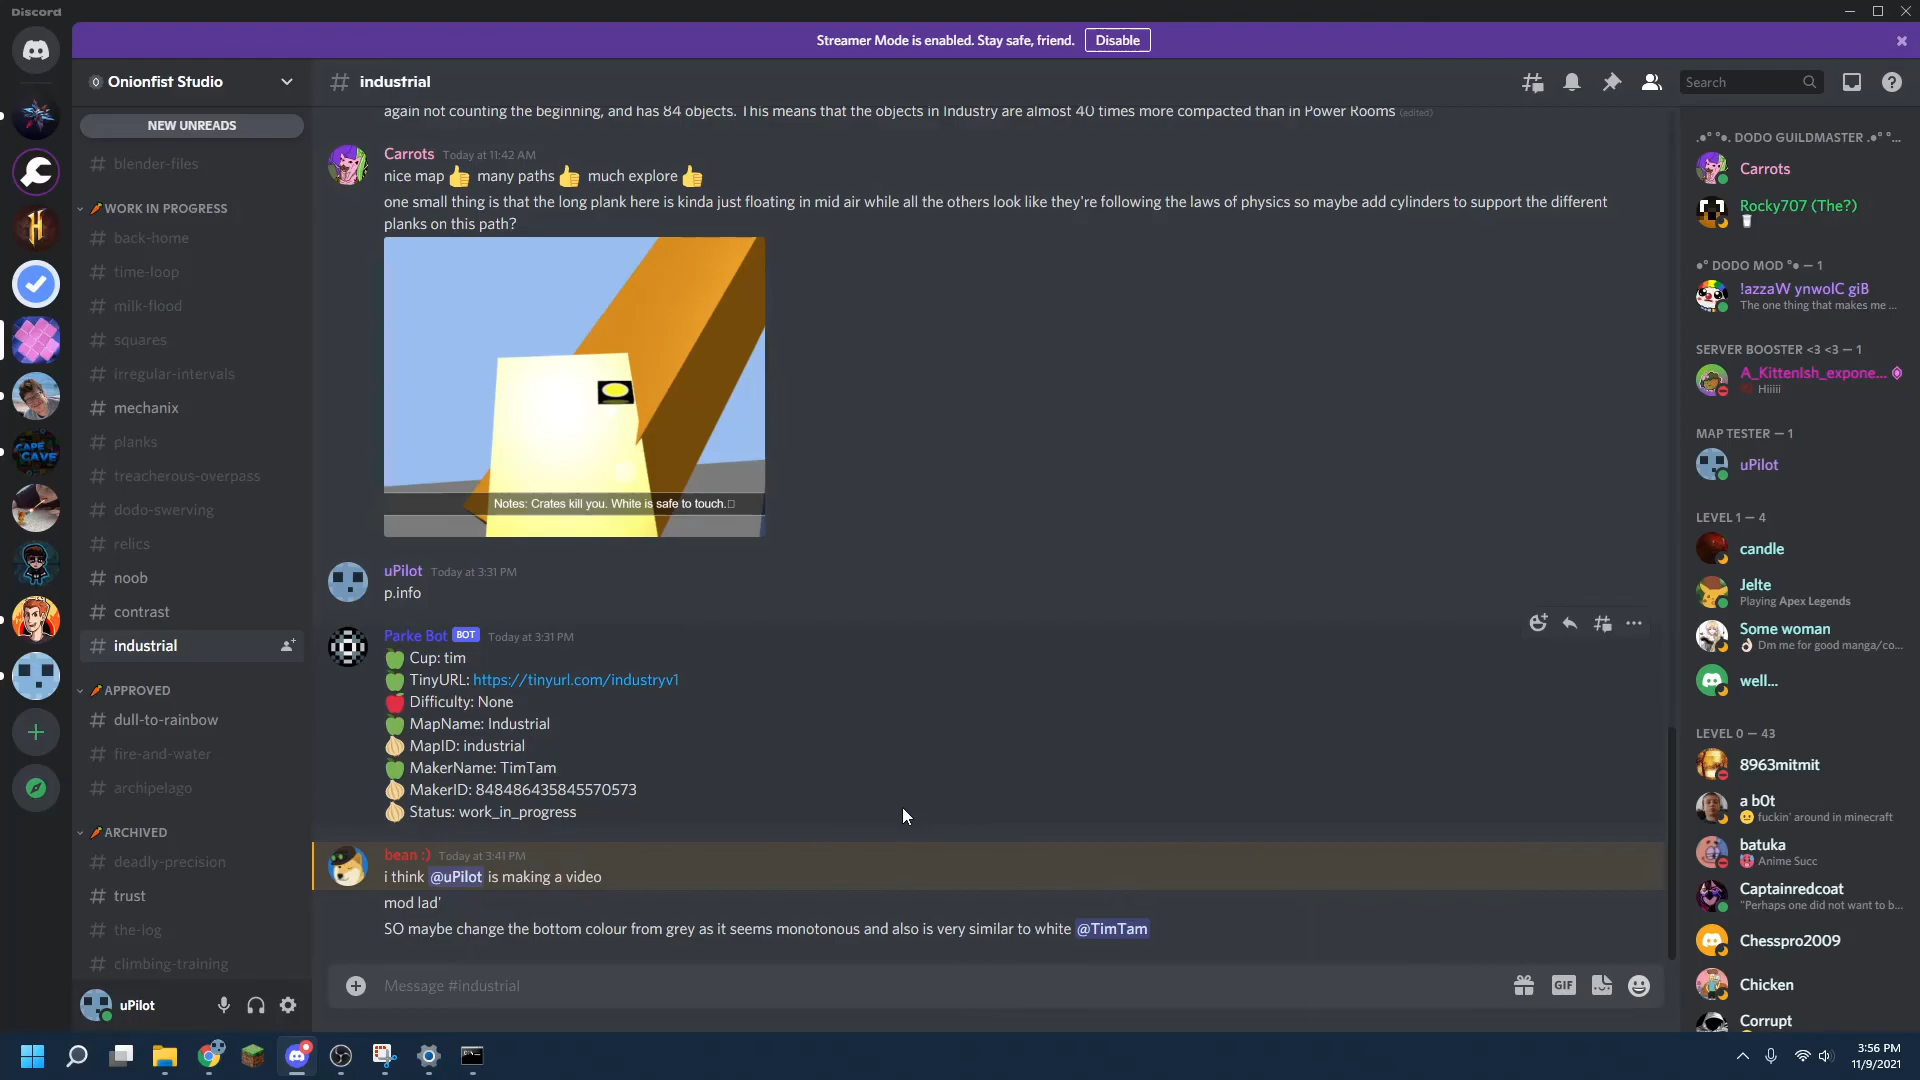 Discord
Streamer Mode is enabled. Stay safe, friend. Disable
Onionfist Studio
NEW UNREADS
blender-files
WORK IN PROGRESS
back-home
time-loop
milk-flood
squares
irregular-intervals
mechanix
planks
treacherous-overpass
dodo-swerving
relics
noob
contrast
industrial
APPROVED
dull-to-rainbow
fire-and-water
archipelago
ARCHIVED
deadly-precision
trust
the-log
climbing-training
uPilot
industrial
Search
again not counting the beginning, and has 84 objects. This means that the objects in Industry are almost 40 times more compacted than in Power Rooms (edited)
Carrots Today at 11:42 AM
nice map 👍 many paths 👍 much explore 👍
one small thing is that the long plank here is kinda just floating in mid air while all the others look like they're following the laws of physics so maybe add cylinders to support the different
planks on this path?
Notes: Crates kill you. White is safe to touch.
uPilot Today at 3:31 PM
p.info
Parke Bot BOT Today at 3:31 PM
Cup: tim
TinyURL: https://tinyurl.com/industryv1
Difficulty: None
MapName: Industrial
MapID: industrial
MakerName: TimTam
MakerID: 848486435845570573
Status: work_in_progress
bean :) Today at 3:41 PM
i think @uPilot is making a video
mod lad'
SO maybe change the bottom colour from grey as it seems monotonous and also is very similar to white @TimTam
Message #industrial
GIF
.•° °•. DODO GUILDMASTER .•° °...
Carrots
Rocky707 (The?)
•° DODO MOD °• — 1
!azzaW ynwolC giB
The one thing that makes me ...
SERVER BOOSTER <3 <3 — 1
A_KittenIsh_expone...
Hiiiii
MAP TESTER — 1
uPilot
LEVEL 1 — 4
candle
Jelte
Playing Apex Legends
Some woman
👌🏻 Dm me for good manga/co...
well...
LEVEL 0 — 43
8963mitmit
a b0t
😐 fuckin' around in minecraft
batuka
Anime Succ
Captainredcoat
"Perhaps one did not want to b...
Chesspro2009
Chicken
Corrupt
CAPE CAVE
3:56 PM
11/9/2021